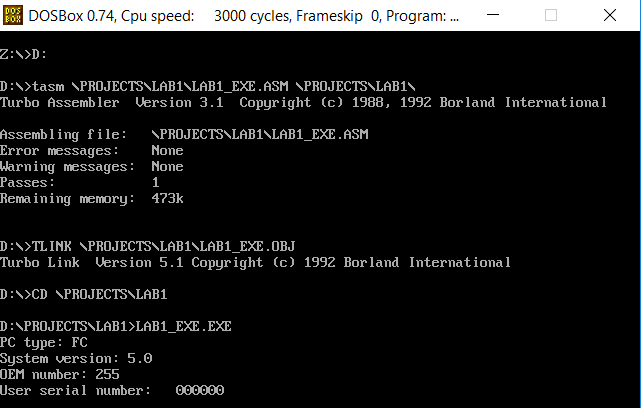 DOS BOX DOSBox 0.74, Cpu speed: 3000 cycles, Frameskip 0, Program: ...
Z:\>D:
D:\>tasm \PROJECTS\LAB1\LAB1_EXE.ASM \PROJECTS\LAB1\
Turbo Assembler Version 3.1 Copyright (c) 1988, 1992 Borland International
Assembling file: \PROJECTS\LAB1\LAB1_EXE.ASM
Error messages: None
Warning messages: None
Passes: 1
Remaining memory: 473k
D:\>TLINK \PROJECTS\LAB1\LAB1_EXE.OBJ
Turbo Link Version 5.1 Copyright (c) 1992 Borland International
D:\>CD \PROJECTS\LAB1
D:\PROJECTS\LAB1>LAB1_EXE.EXE
PC type: FC
System version: 5.0
OEM number: 255
User serial number: 000000